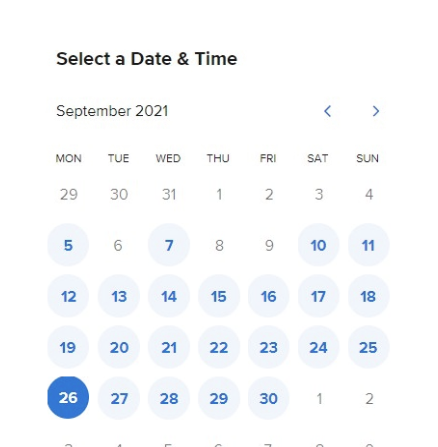 Select a Date & Time
September 2021
MON TUE WED THU FRI SAT SUN
29 30 31 1 2 3 4
5 6 7 8 9 10 11
12 13 14 15 16 17 18
19 20 21 22 23 24 25
26 27 28 29 30 1 2